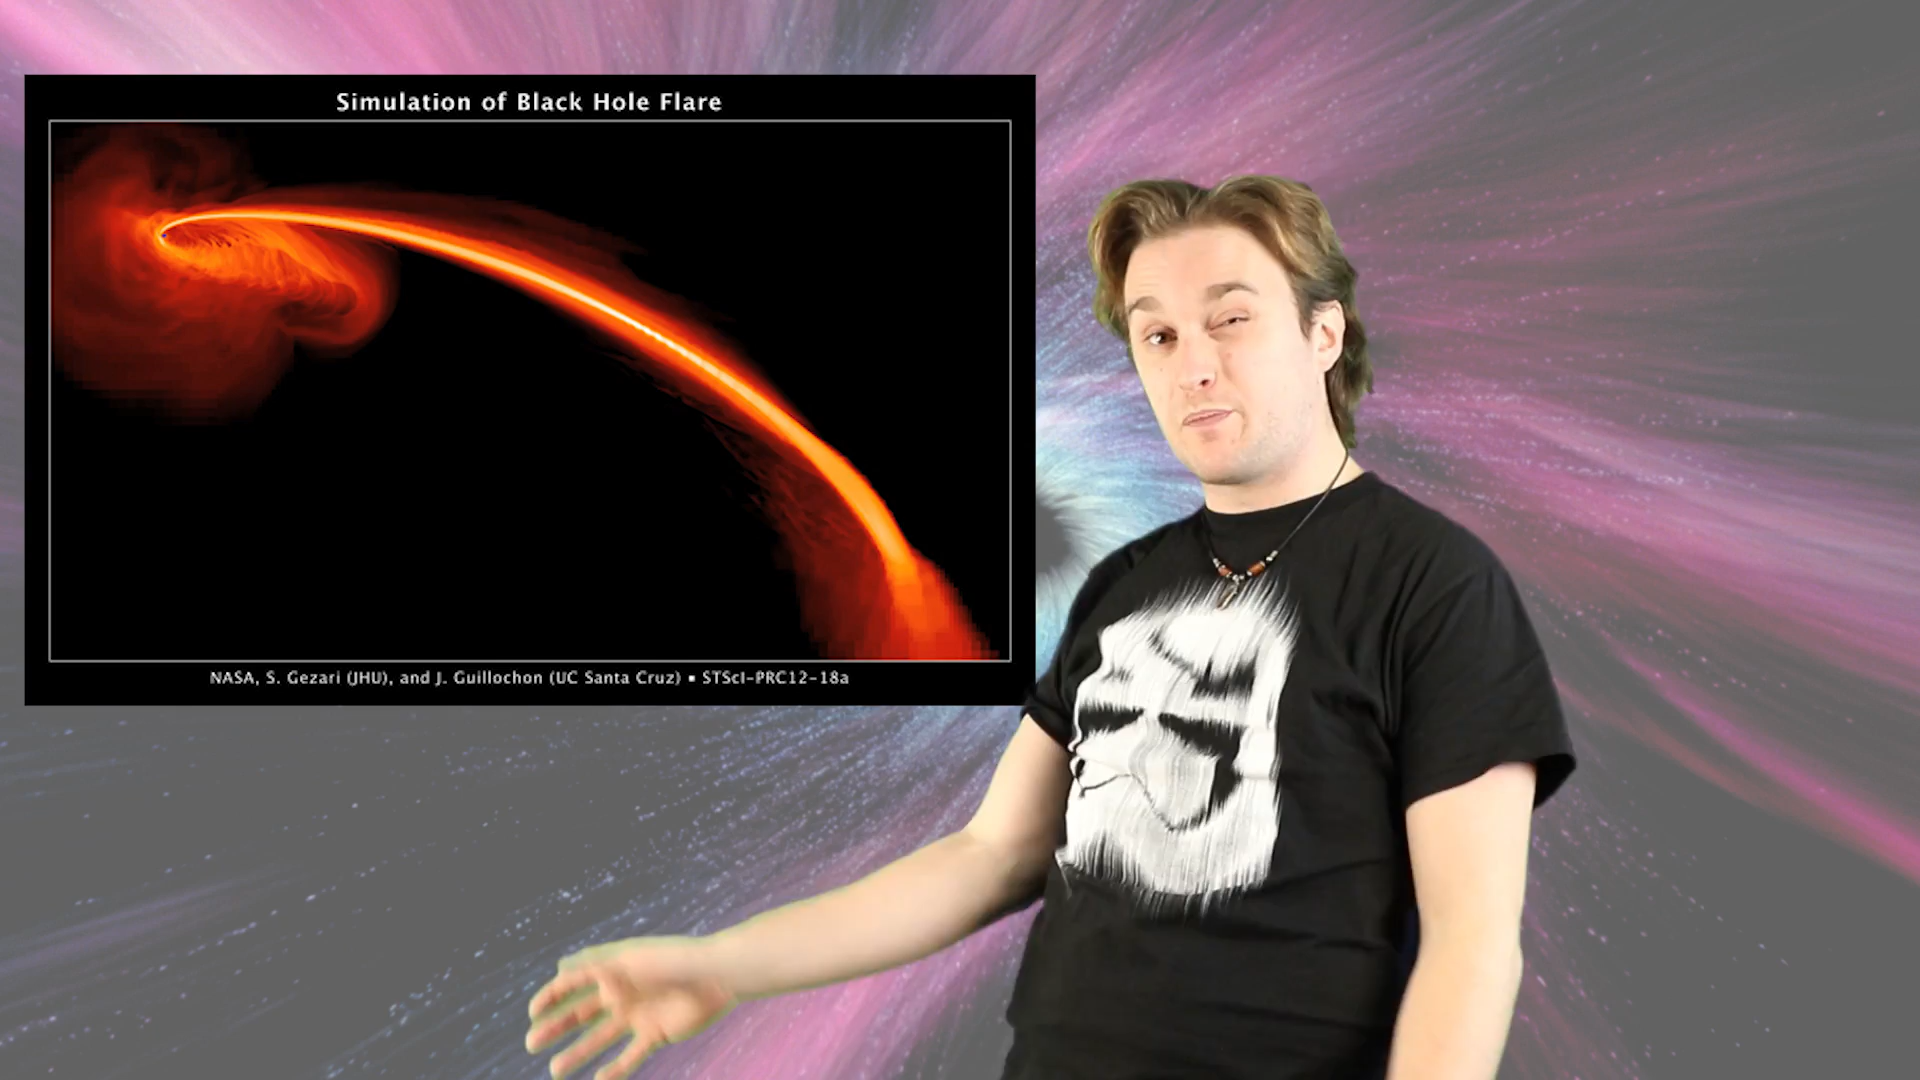 Simulation of Black Hole Flare
NASA, S. Gezari (JHU), and J. Guillochon (UC Santa Cruz) ▪ STScI-PRC12-18a